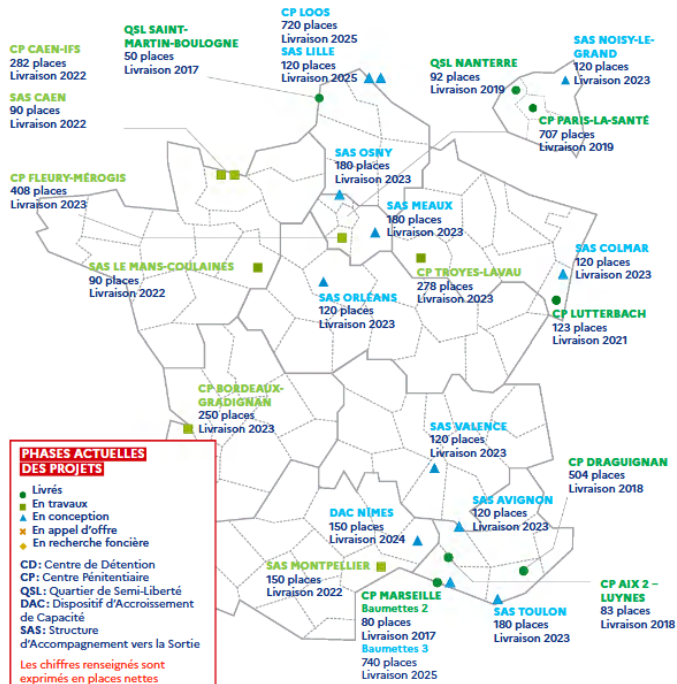 CP LOOS
720 places
Livraison 2025
SAS LILLE
120 places
Livraison 2025
QSL SAINT-
MARTIN-BOULOGNE
50 places
Livraison 2017
CP CAEN-IFS
282 places
Livraison 2022
SAS CAEN
90 places
Livraison 2022
QSL NANTERRE
92 places
Livraison 2019
SAS NOISY-LE-
GRAND
120 places
Livraison 2023
CP PARIS-LA-SANTÉ
707 places
Livraison 2019
SAS OSNY
180 places
Livraison 2023
CP FLEURY-MÉROGIS
408 places
Livraison 2023
SAS MEAUX
180 places
Livraison 2023
SAS COLMAR
120 places
Livraison 2023
SAS LE MANS-COULAINES
90 places
Livraison 2022
CP TROYES-LAVAU
278 places
Livraison 2023
SAS ORLÉANS
120 places
Livraison 2023
CP LUTTERBACH
123 places
Livraison 2021
CP BORDEAUX-
GRADIGNAN
250 places
Livraison 2023
SAS VALENCE
120 places
Livraison 2023
CP DRAGUIGNAN
504 places
Livraison 2018
SAS AVIGNON
120 places
Livraison 2023
DAC NIMES
150 places
Livraison 2024
SAS MONTPELLIER
150 places
Livraison 2022
CP MARSEILLE
Baumettes 2
80 places
Livraison 2017
Baumettes 3
740 places
Livraison 2025
SAS TOULON
180 places
Livraison 2023
CP AIX 2 –
LUYNES
83 places
Livraison 2018
PHASES ACTUELLES
DES PROJETS
Livrés
En travaux
En conception
En appel d'offre
En recherche foncière
CD : Centre de Détention
CP : Centre Pénitentiaire
QSL : Quartier de Semi-Liberté
DAC : Dispositif d'Accroissement
de Capacité
SAS : Structure
d'Accompagnement vers la Sortie
Les chiffres renseignés sont
exprimés en places nettes